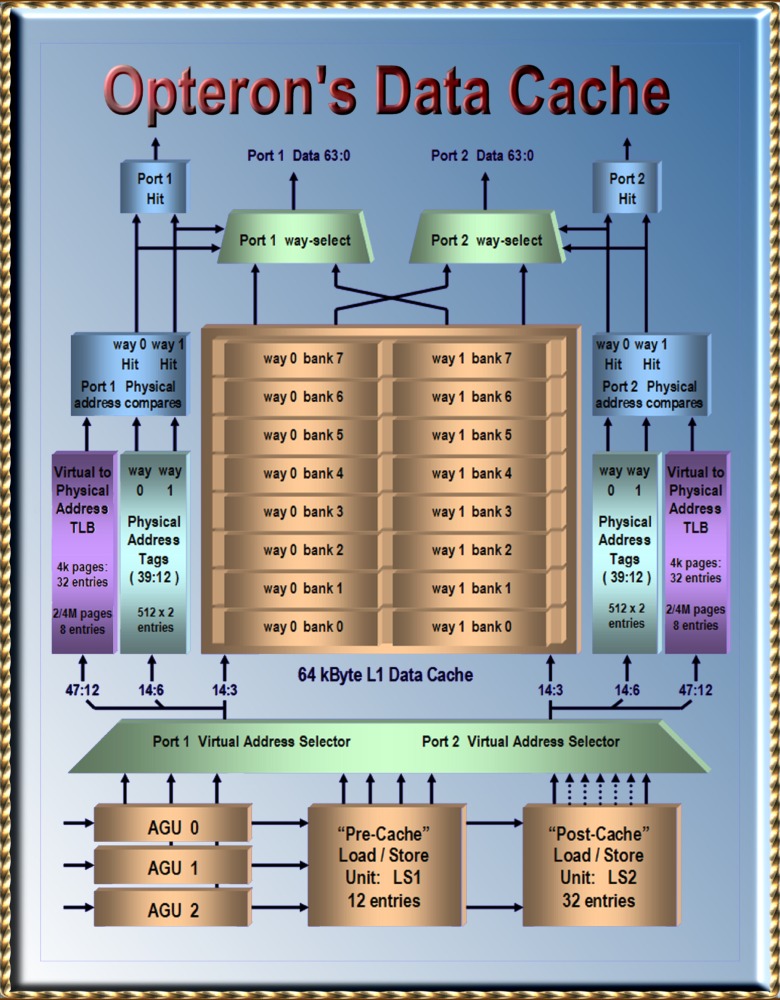 Opteron's Data Cache
Port 1 Data 63:0
Port 2 Data 63:0
Port 1
Hit
Port 2
Hit
Port 1 way-select
Port 2 way-select
way 0 way 1
Hit Hit
Port 1 Physical
address compares
way 0 way 1
Hit Hit
Port 2 Physical
address compares
way 0 bank 7
way 1 bank 7
way 0 bank 6
way 1 bank 6
way 0 bank 5
way 1 bank 5
way 0 bank 4
way 1 bank 4
way 0 bank 3
way 1 bank 3
way 0 bank 2
way 1 bank 2
way 0 bank 1
way 1 bank 1
way 0 bank 0
way 1 bank 0
Virtual to
Physical
Address
TLB
4k pages:
32 entries
2/4M pages
8 entries
way way
0 1
Physical
Address
Tags
( 39:12 )
512 x 2
entries
way way
0 1
Physical
Address
Tags
( 39:12 )
512 x 2
entries
Virtual to
Physical
Address
TLB
4k pages:
32 entries
2/4M pages
8 entries
64 kByte L1 Data Cache
47:12
14:6
14:3
14:3
14:6
47:12
Port 1 Virtual Address Selector
Port 2 Virtual Address Selector
AGU 0
AGU 1
AGU 2
“Pre-Cache”
Load / Store
Unit: LS1
12 entries
“Post-Cache”
Load / Store
Unit: LS2
32 entries